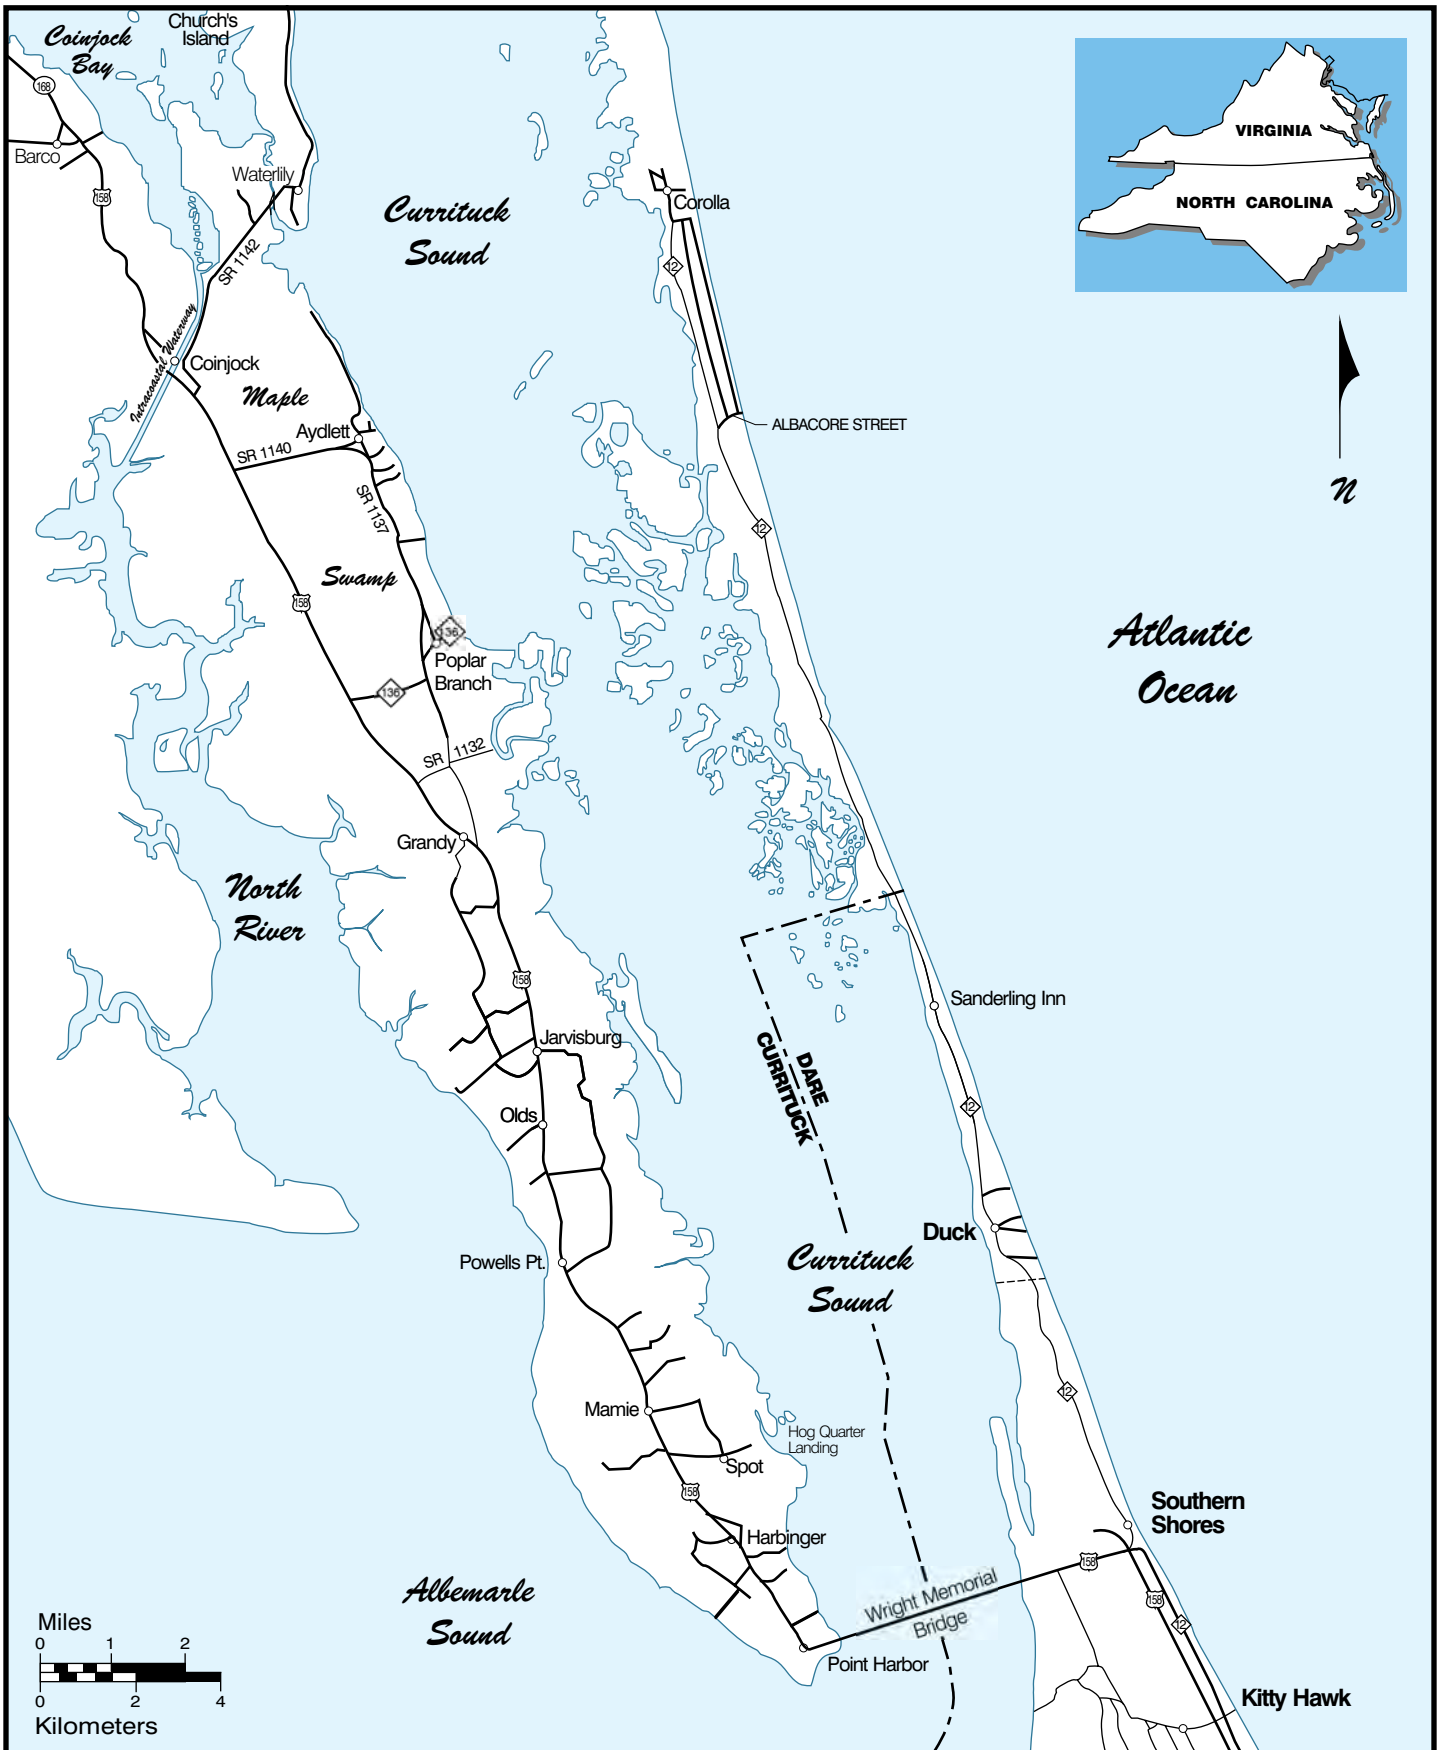 Church's
Island
Coinjock
Bay
168
Barco
158
Waterlily
SR 1142
Currituck
Sound
Corolla
12
VIRGINIA
NORTH CAROLINA
N
Intracoastal Waterway
Coinjock
Maple
Aydlett
SR 1140
SR 1137
ALBACORE STREET
12
Swamp
158
136
Poplar
Branch
136
SR 1132
Atlantic
Ocean
Grandy
North
River
158
Sanderling Inn
Jarvisburg
DARE
CURRITUCK
12
Olds
Duck
Powells Pt.
Currituck
Sound
12
Mamie
Hog Quarter
Landing
Spot
158
Southern
Shores
Harbinger
158
Wright Memorial
Bridge
158
12
Albemarle
Sound
Point Harbor
Kitty Hawk
Miles
0 1 2
0 2 4
Kilometers